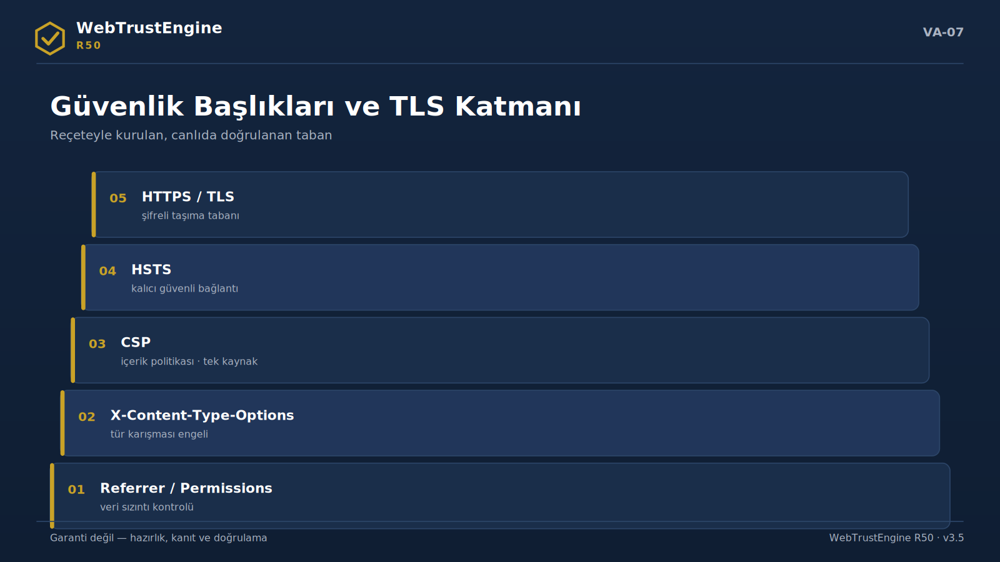 WebTrustEngine
R50
VA-07
Güvenlik Başlıkları ve TLS Katmanı
Reçeteyle kurulan, canlıda doğrulanan taban
05
HTTPS / TLS
şifreli taşıma tabanı
04
HSTS
kalıcı güvenli bağlantı
03
CSP
içerik politikası · tek kaynak
02
X-Content-Type-Options
tür karışması engeli
01
Referrer / Permissions
veri sızıntı kontrolü
Garanti değil — hazırlık, kanıt ve doğrulama
WebTrustEngine R50 · v3.5